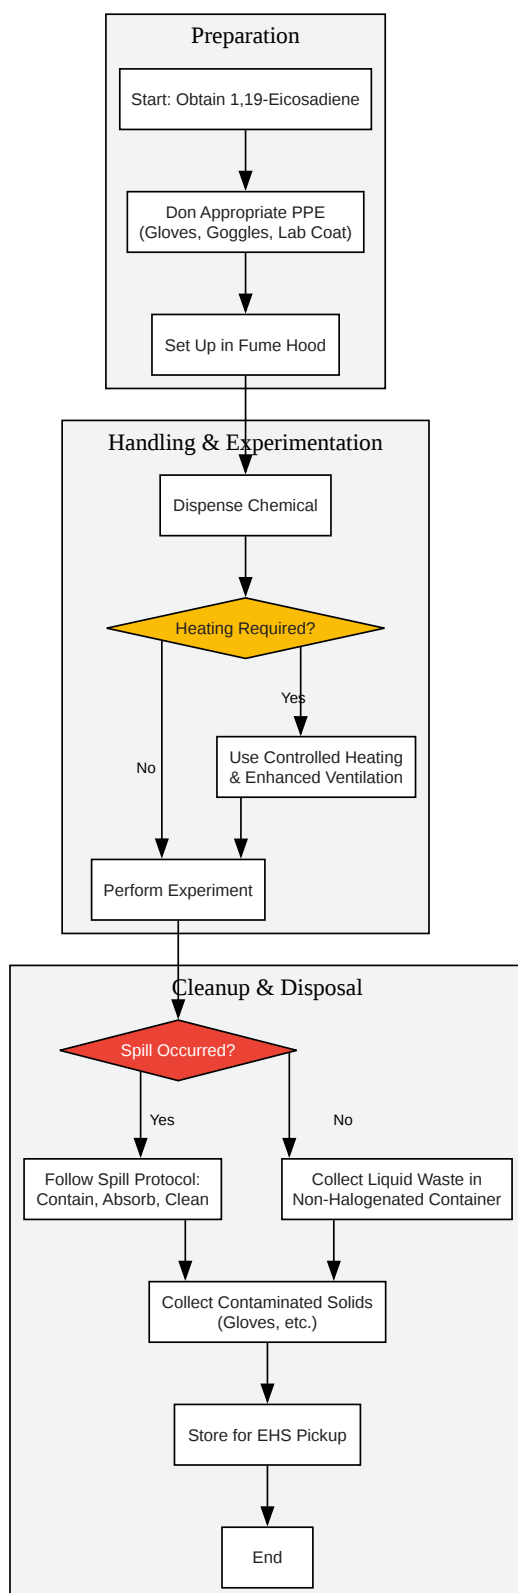 Preparation
Start: Obtain 1,19-Eicosadiene
Don Appropriate PPE
(Gloves, Goggles, Lab Coat)
Set Up in Fume Hood
Handling & Experimentation
Dispense Chemical
Heating Required?
Yes
Use Controlled Heating
& Enhanced Ventilation
No
Perform Experiment
Cleanup & Disposal
Spill Occurred?
Yes
No
Follow Spill Protocol:
Contain, Absorb, Clean
Collect Liquid Waste in
Non-Halogenated Container
Collect Contaminated Solids
(Gloves, etc.)
Store for EHS Pickup
End